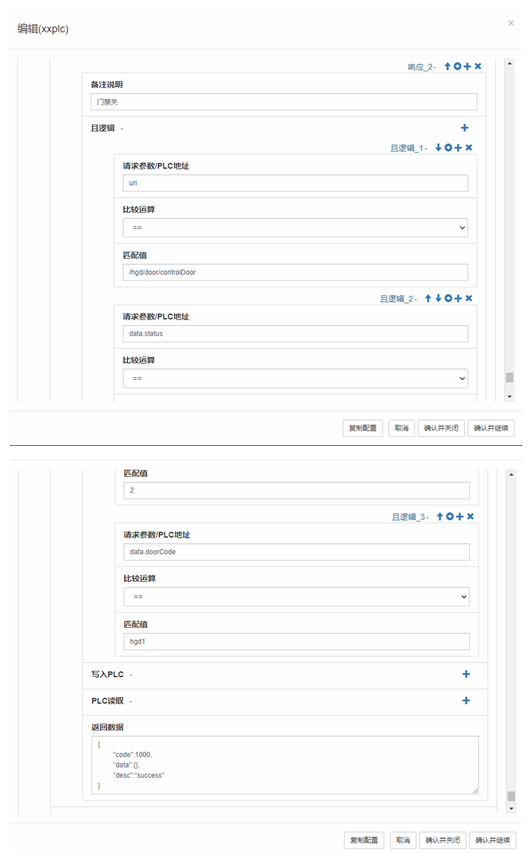 编辑(xxplc)
×
响应_2 -
备注说明
门禁关
且逻辑 -
且逻辑_1 -
请求参数/PLC地址
uri
比较运算
==
匹配值
/hgd/door/controlDoor
且逻辑_2 -
请求参数/PLC地址
data.status
比较运算
==
复制配置 取消 确认并关闭 确认并继续
匹配值
2
且逻辑_3 -
请求参数/PLC地址
data.doorCode
比较运算
==
匹配值
hgd1
写入PLC -
PLC读取 -
返回数据
{
"code":1000,
"data":{},
"desc":"success"
}
复制配置 取消 确认并关闭 确认并继续